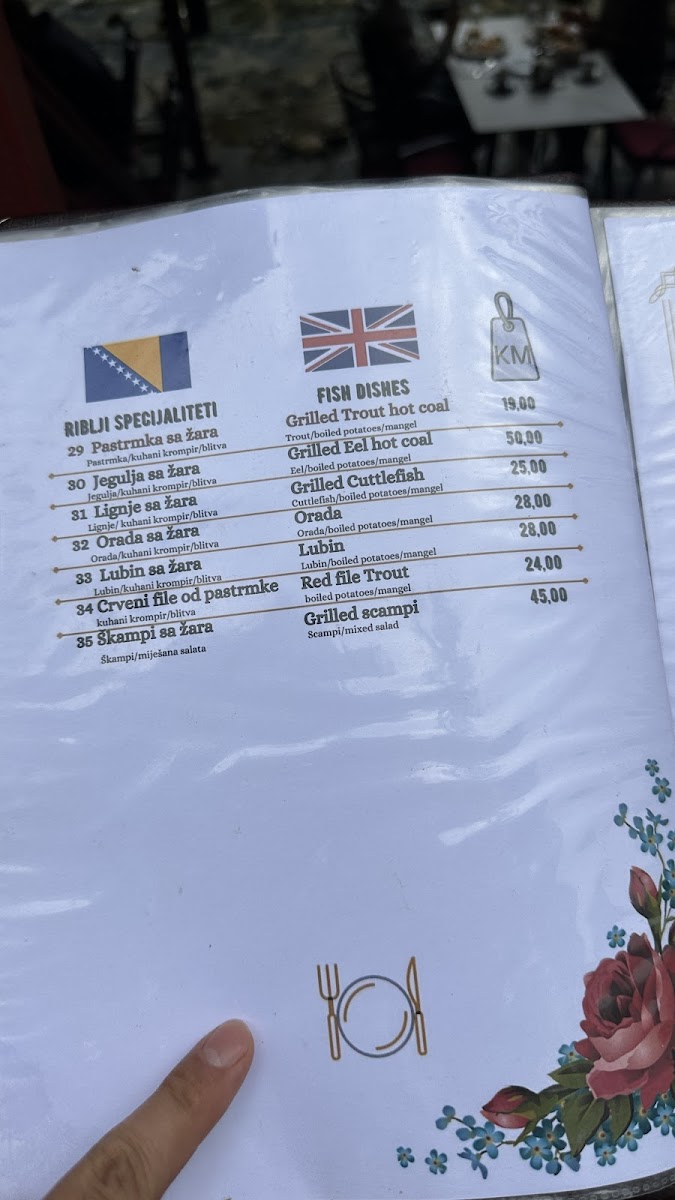 KM
RIBLJI SPECIJALITETI
FISH DISHES
29 Pastrmka sa žara
Grilled Trout hot coal
19,00
Pastrmka/kuhani krompir/blitva
Trout/boiled potatoes/mangel
30 Jegulja sa žara
Grilled Eel hot coal
50,00
Jegulja/kuhani krompir/blitva
Eel/boiled potatoes/mangel
31 Lignje sa žara
Grilled Cuttlefish
25,00
Lignje/ kuhani krompir/blitva
Cuttlefish/boiled potatoes/mangel
32 Orada sa žara
Orada
28,00
Orada/kuhani krompir/blitva
Orada/boiled potatoes/mangel
33 Lubin sa žara
Lubin
28,00
Lubin/kuhani krompir/blitva
Lubin/boiled potatoes/mangel
34 Crveni file od pastrmke
Red file Trout
24,00
kuhani krompir/blitva
boiled potatoes/mangel
35 Škampi sa žara
Grilled scampi
45,00
Škampi/miješana salata
Scampi/mixed salad